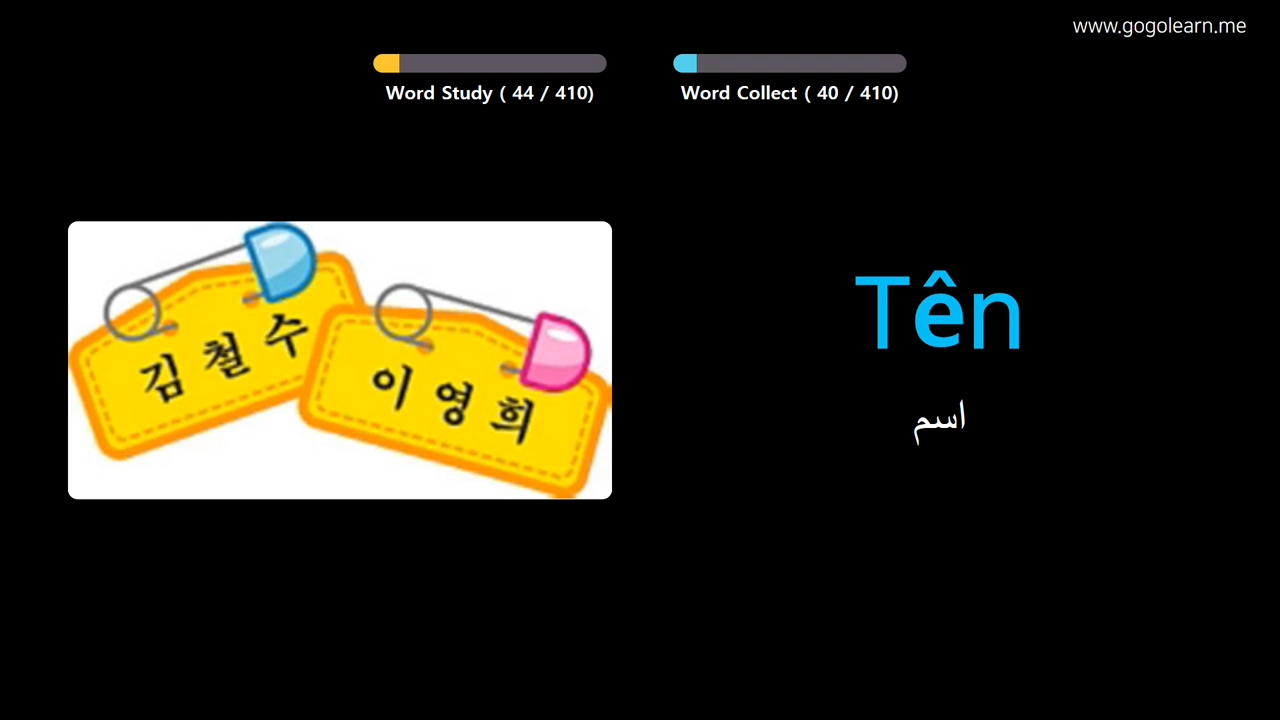 www.gogolearn.me
Word Study ( 44 / 410)
Word Collect ( 40 / 410)
김철수
이영희
Tên
اسم